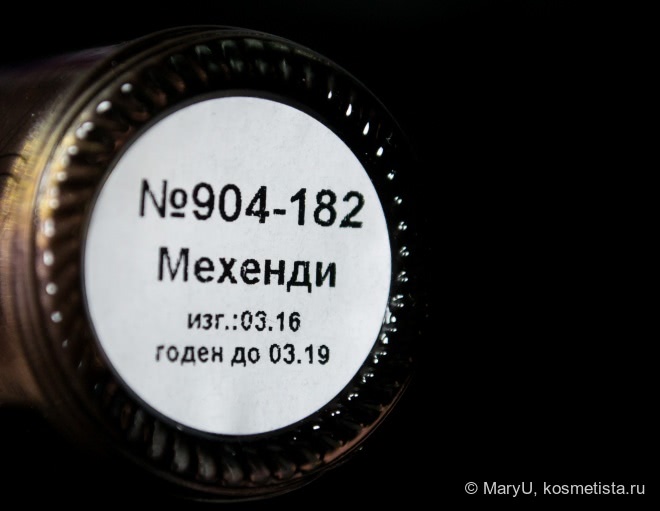 №904-182
Мехенди
изг.:03.16
годен до 03.19
© MaryU, kosmetista.ru